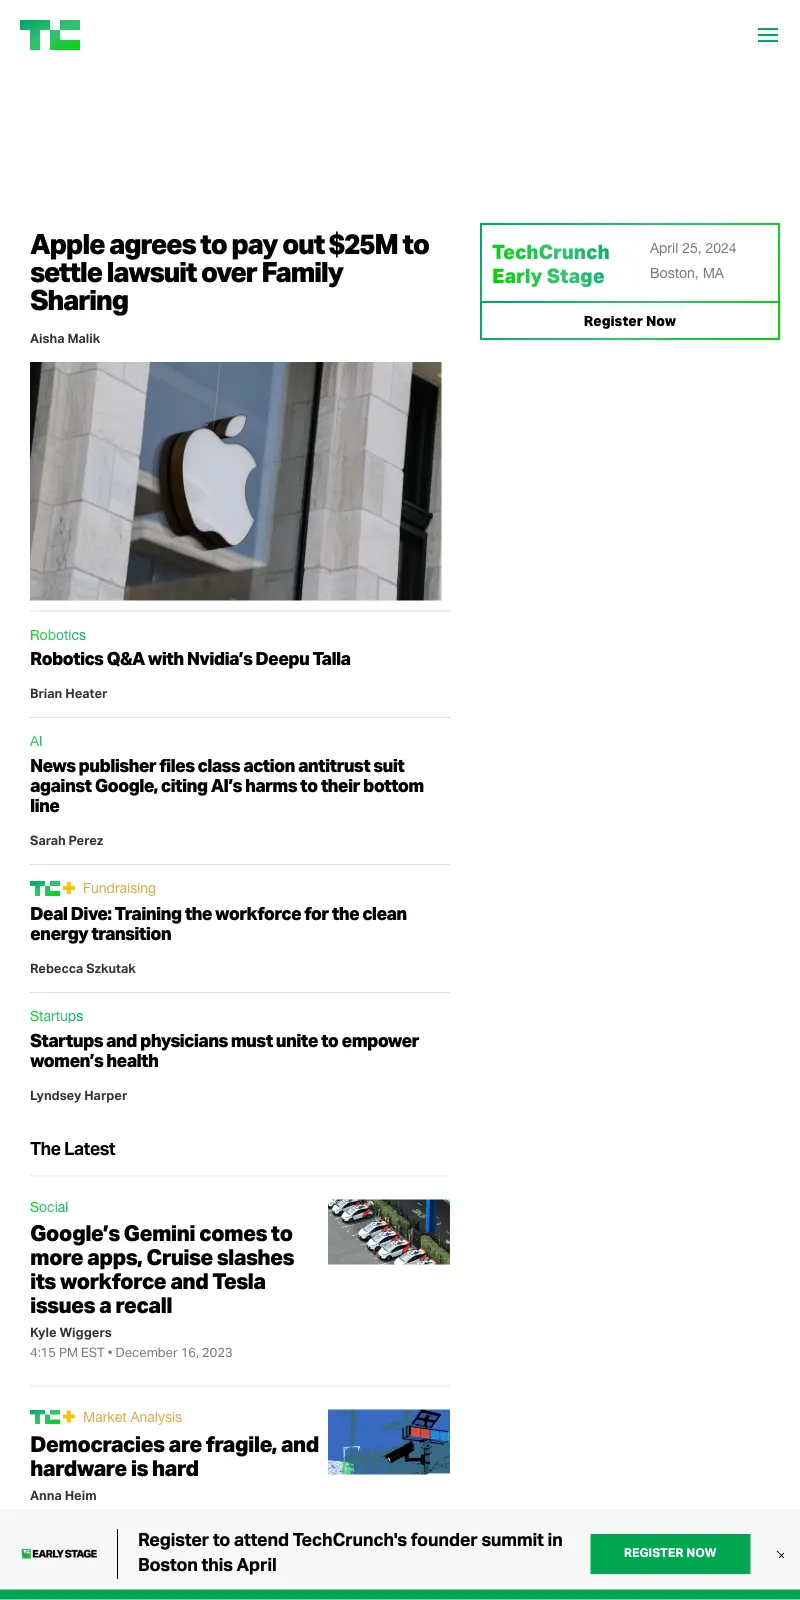 TC
Apple agrees to pay out $25M to
settle lawsuit over Family
Sharing
Aisha Malik
TechCrunch
Early Stage
April 25, 2024
Boston, MA
Register Now
Robotics
Robotics Q&A with Nvidia’s Deepu Talla
Brian Heater
AI
News publisher files class action antitrust suit
against Google, citing AI’s harms to their bottom
line
Sarah Perez
TC+ Fundraising
Deal Dive: Training the workforce for the clean
energy transition
Rebecca Szkutak
Startups
Startups and physicians must unite to empower
women’s health
Lyndsey Harper
The Latest
Social
Google’s Gemini comes to
more apps, Cruise slashes
its workforce and Tesla
issues a recall
Kyle Wiggers
4:15 PM EST • December 16, 2023
TC+ Market Analysis
Democracies are fragile, and
hardware is hard
Anna Heim
TC EARLY STAGE
Register to attend TechCrunch's founder summit in
Boston this April
REGISTER NOW